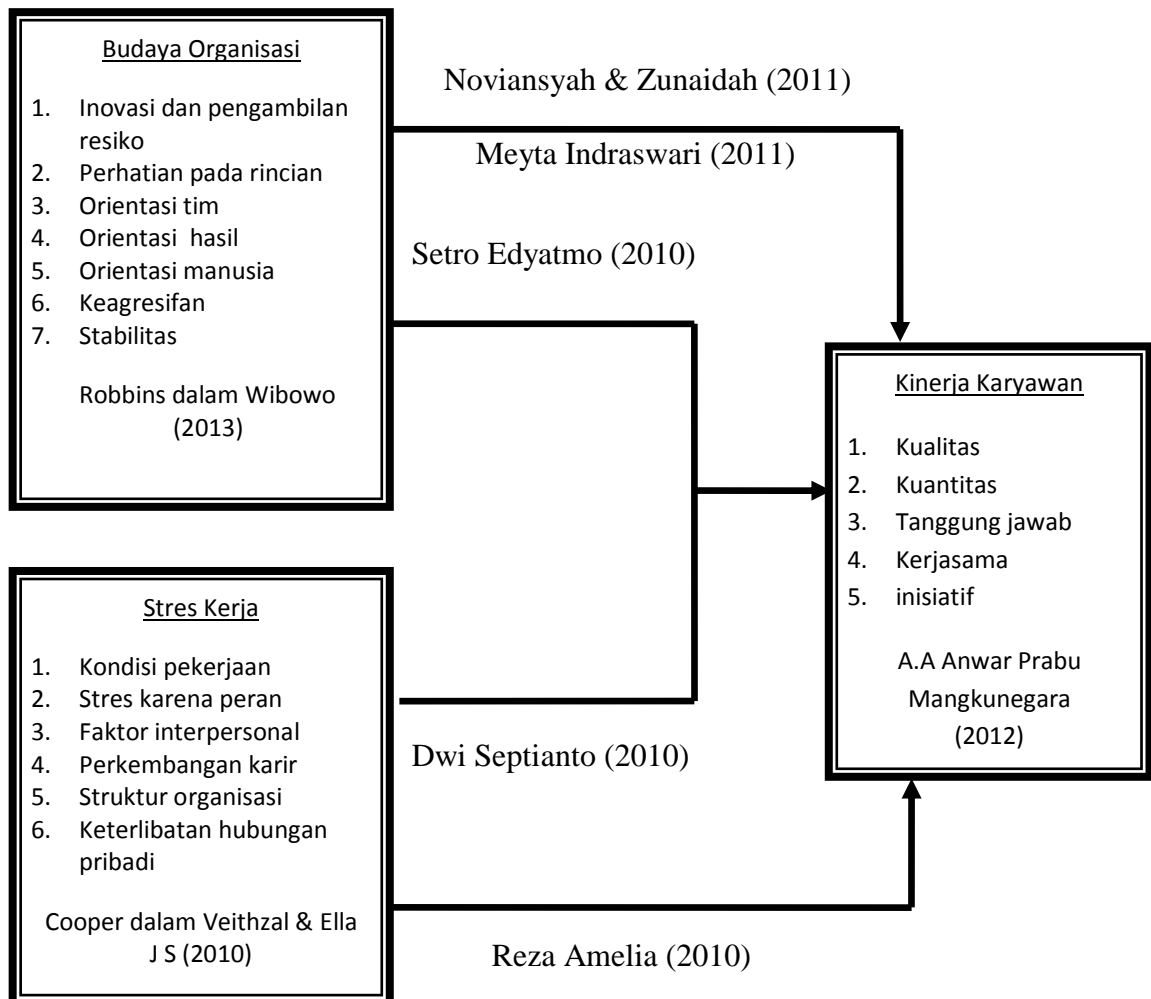 Budaya Organisasi
1. Inovasi dan pengambilan
resiko
2. Perhatian pada rincian
3. Orientasi tim
4. Orientasi hasil
5. Orientasi manusia
6. Keagresifan
7. Stabilitas
Robbins dalam Wibowo
(2013)
Noviansyah & Zunaidah (2011)
Meyta Indraswari (2011)
Setro Edyatmo (2010)
Kinerja Karyawan
1. Kualitas
2. Kuantitas
3. Tanggung jawab
4. Kerjasama
5. inisiatif
A.A Anwar Prabu
Mangkunegara
(2012)
Stres Kerja
1. Kondisi pekerjaan
2. Stres karena peran
3. Faktor interpersonal
4. Perkembangan karir
5. Struktur organisasi
6. Keterlibatan hubungan
pribadi
Cooper dalam Veithzal & Ella
J S (2010)
Dwi Septianto (2010)
Reza Amelia (2010)